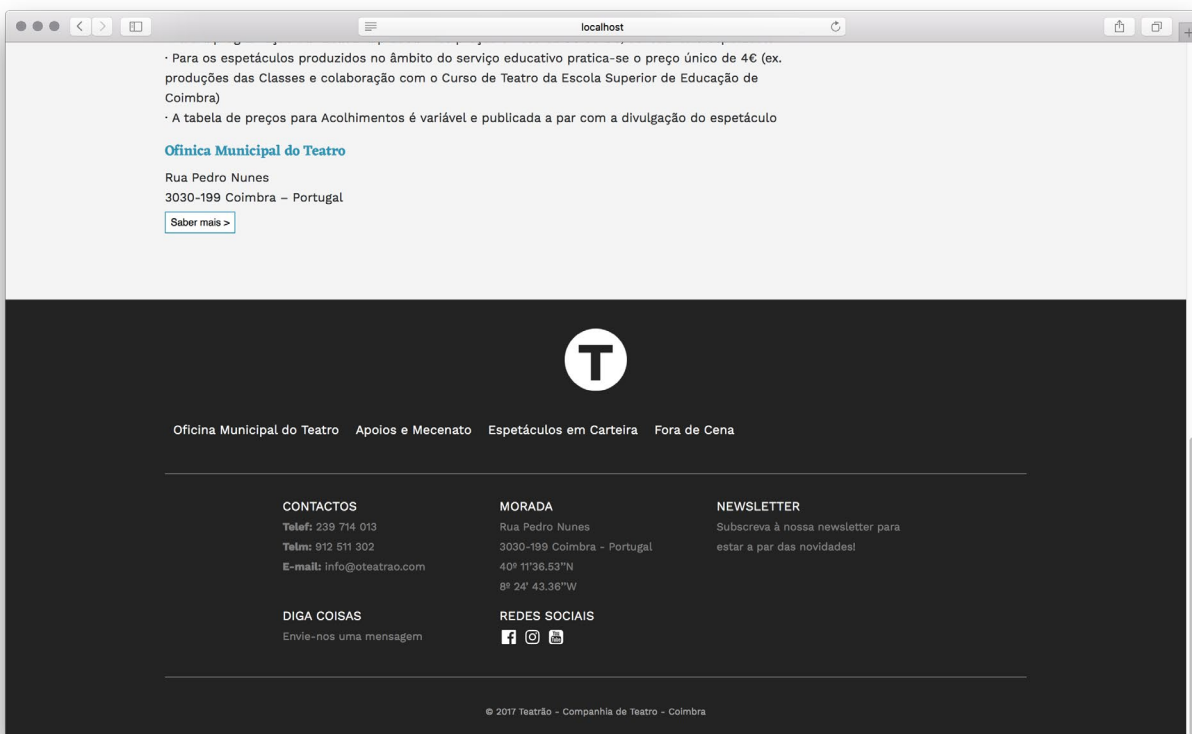 localhost
· Para os espetáculos produzidos no âmbito do serviço educativo pratica-se o preço único de 4€ (ex.
produções das Classes e colaboração com o Curso de Teatro da Escola Superior de Educação de
Coimbra)
· A tabela de preços para Acolhimentos é variável e publicada a par com a divulgação do espetáculo
Ofinica Municipal do Teatro
Rua Pedro Nunes
3030-199 Coimbra – Portugal
Saber mais >
T
Oficina Municipal do Teatro Apoios e Mecenato Espetáculos em Carteira Fora de Cena
CONTACTOS
Telef: 239 714 013
Telm: 912 511 302
E-mail: info@oteatrao.com
MORADA
Rua Pedro Nunes
3030-199 Coimbra - Portugal
40º 11'36.53''N
8º 24' 43.36''W
NEWSLETTER
Subscreva à nossa newsletter para
estar a par das novidades!
DIGA COISAS
Envie-nos uma mensagem
REDES SOCIAIS
© 2017 Teatrão - Companhia de Teatro - Coimbra